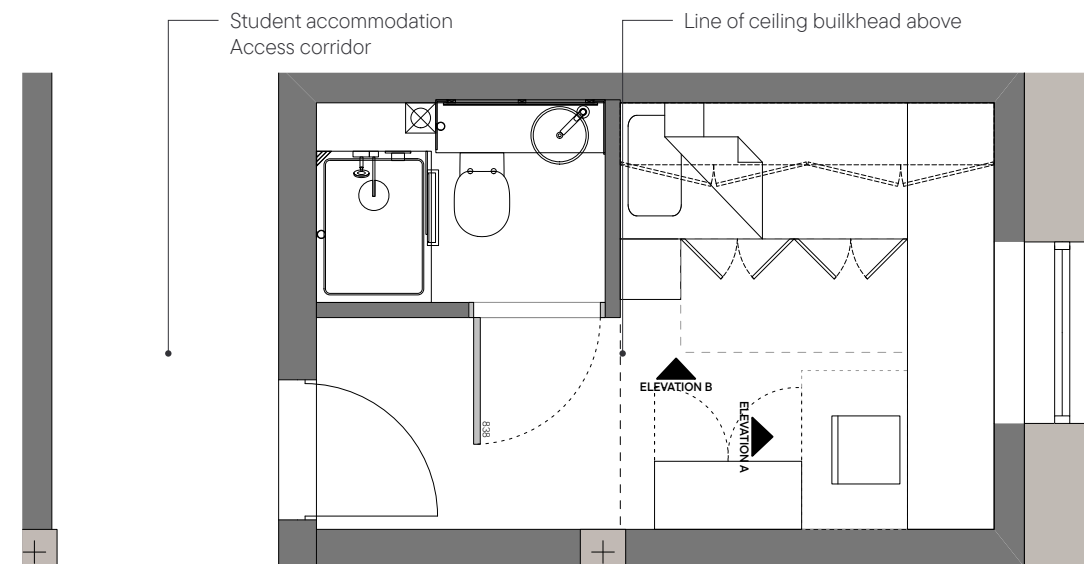 Student accommodation
Access corridor
Line of ceiling builkhead above
ELEVATION B
ELEVATION A
838